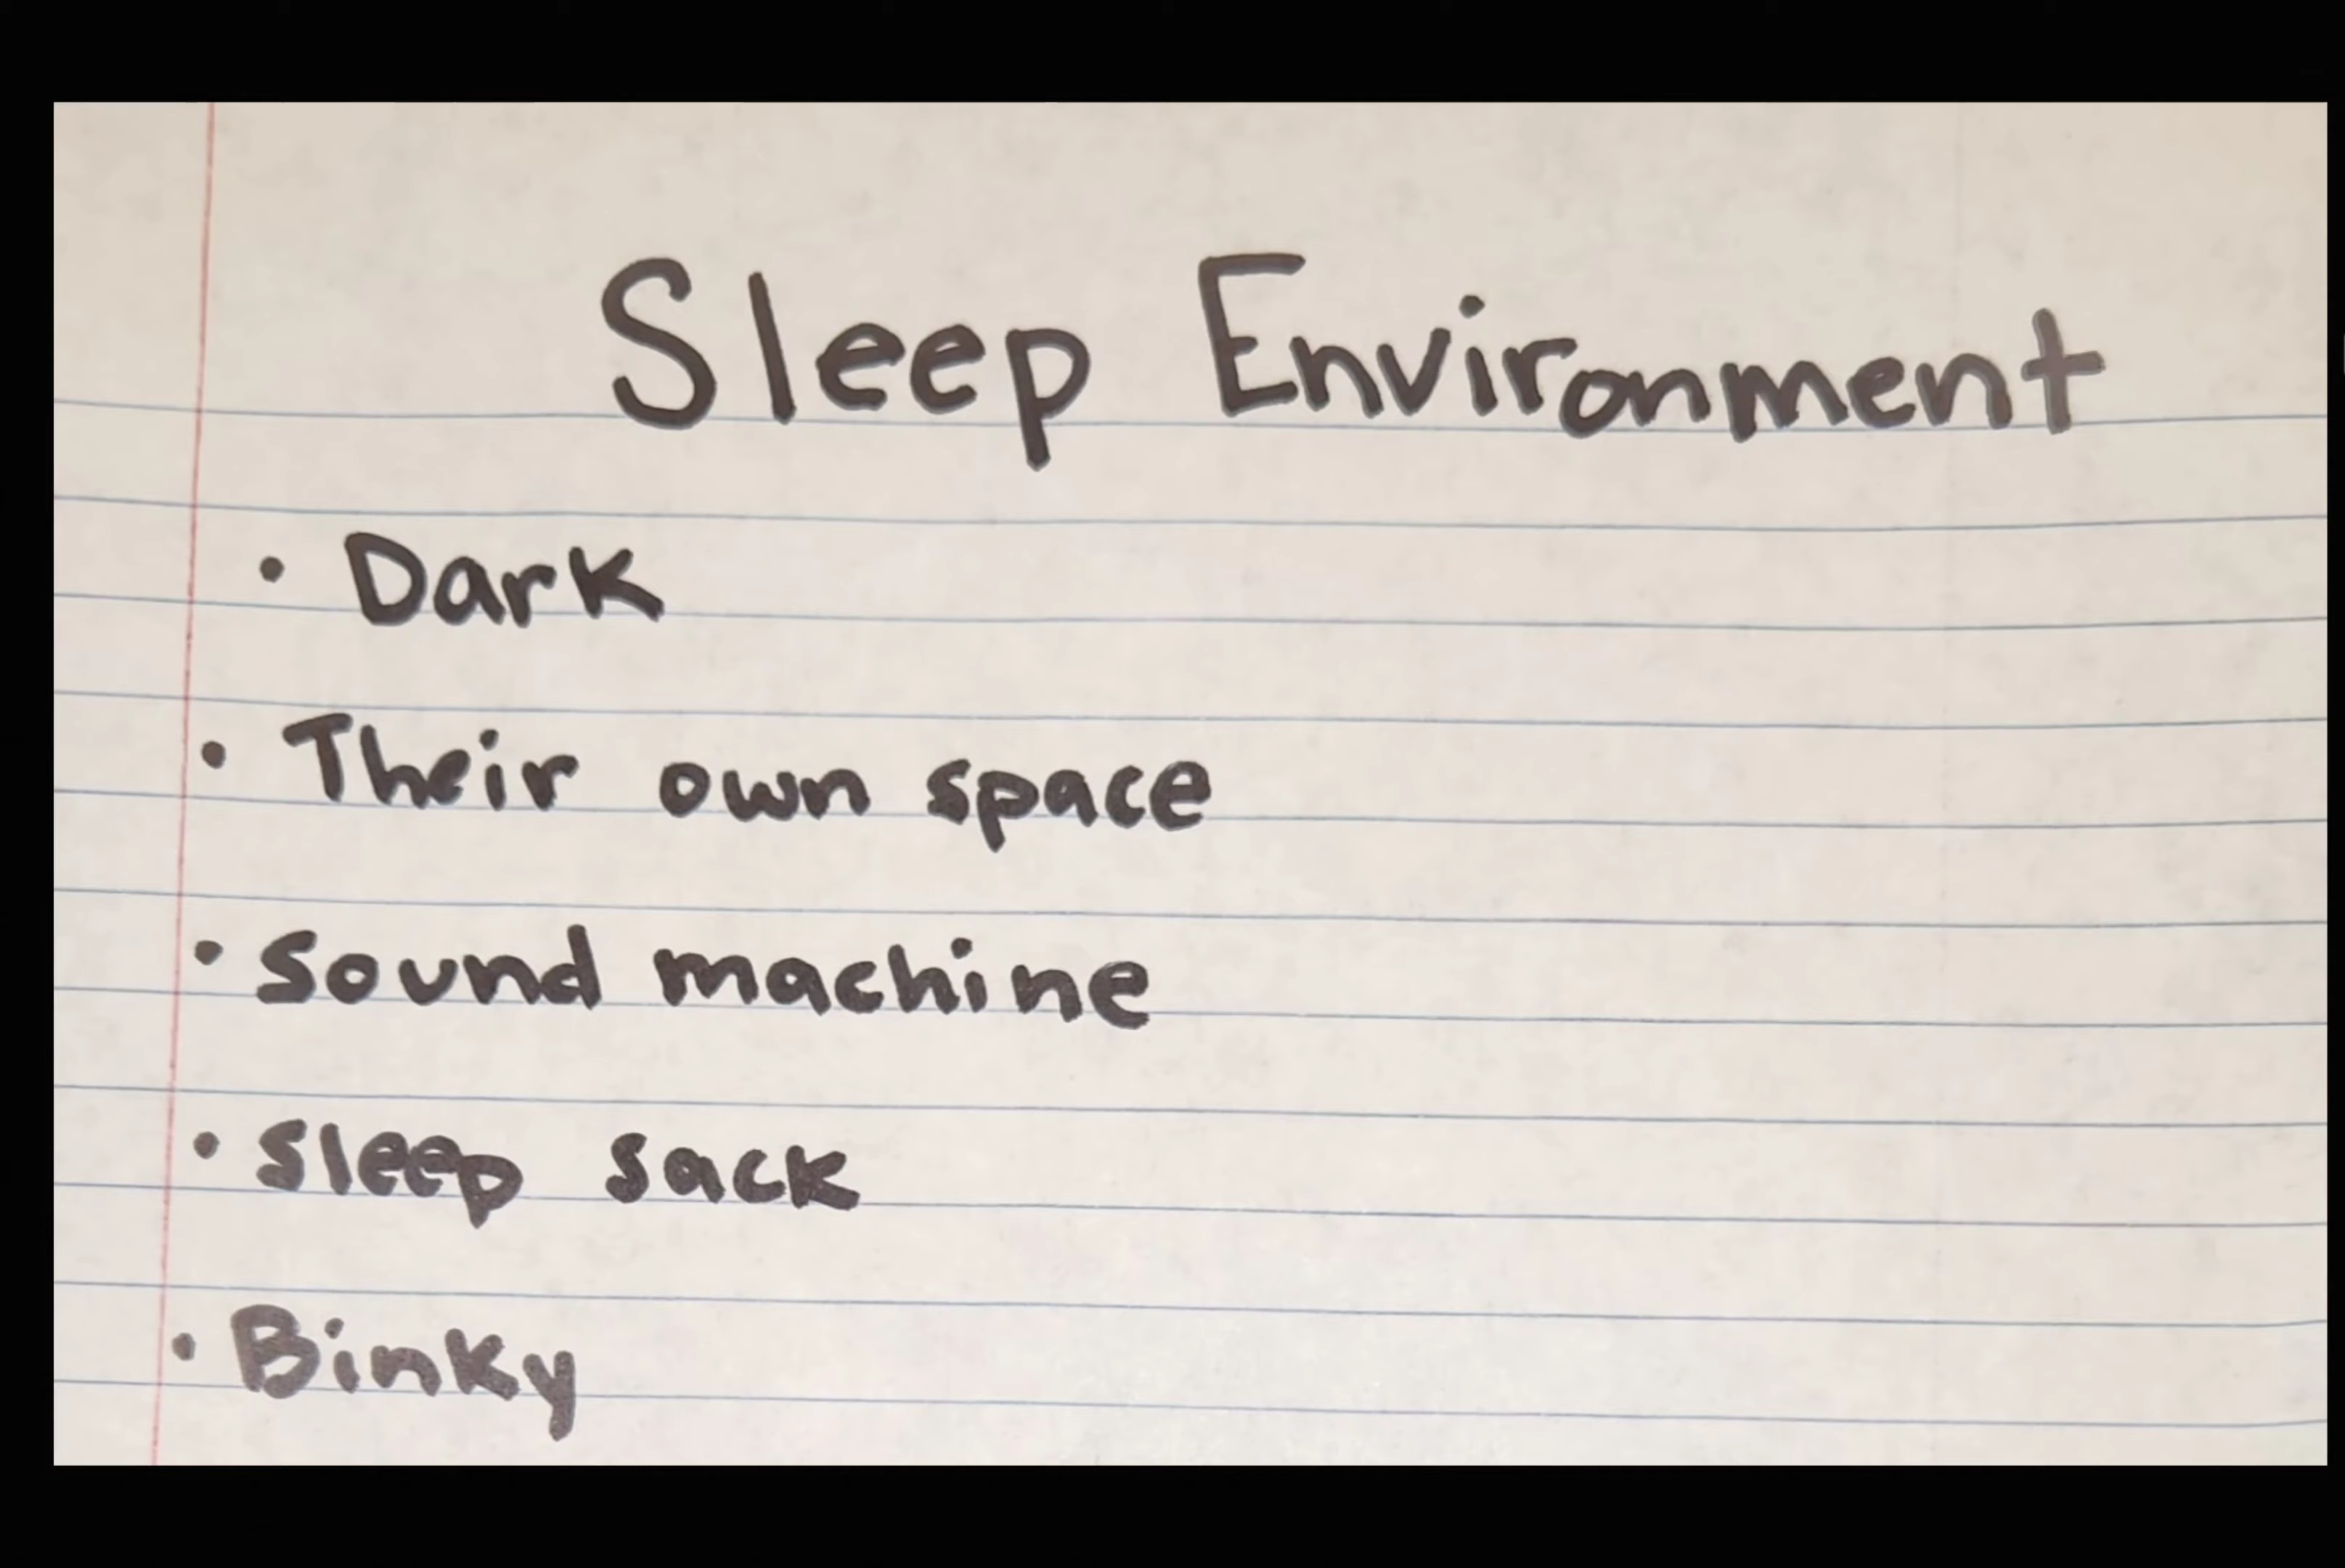 Sleep Environment
• Dark
• Their own space
• Sound machine
• Sleep sack
• Binky